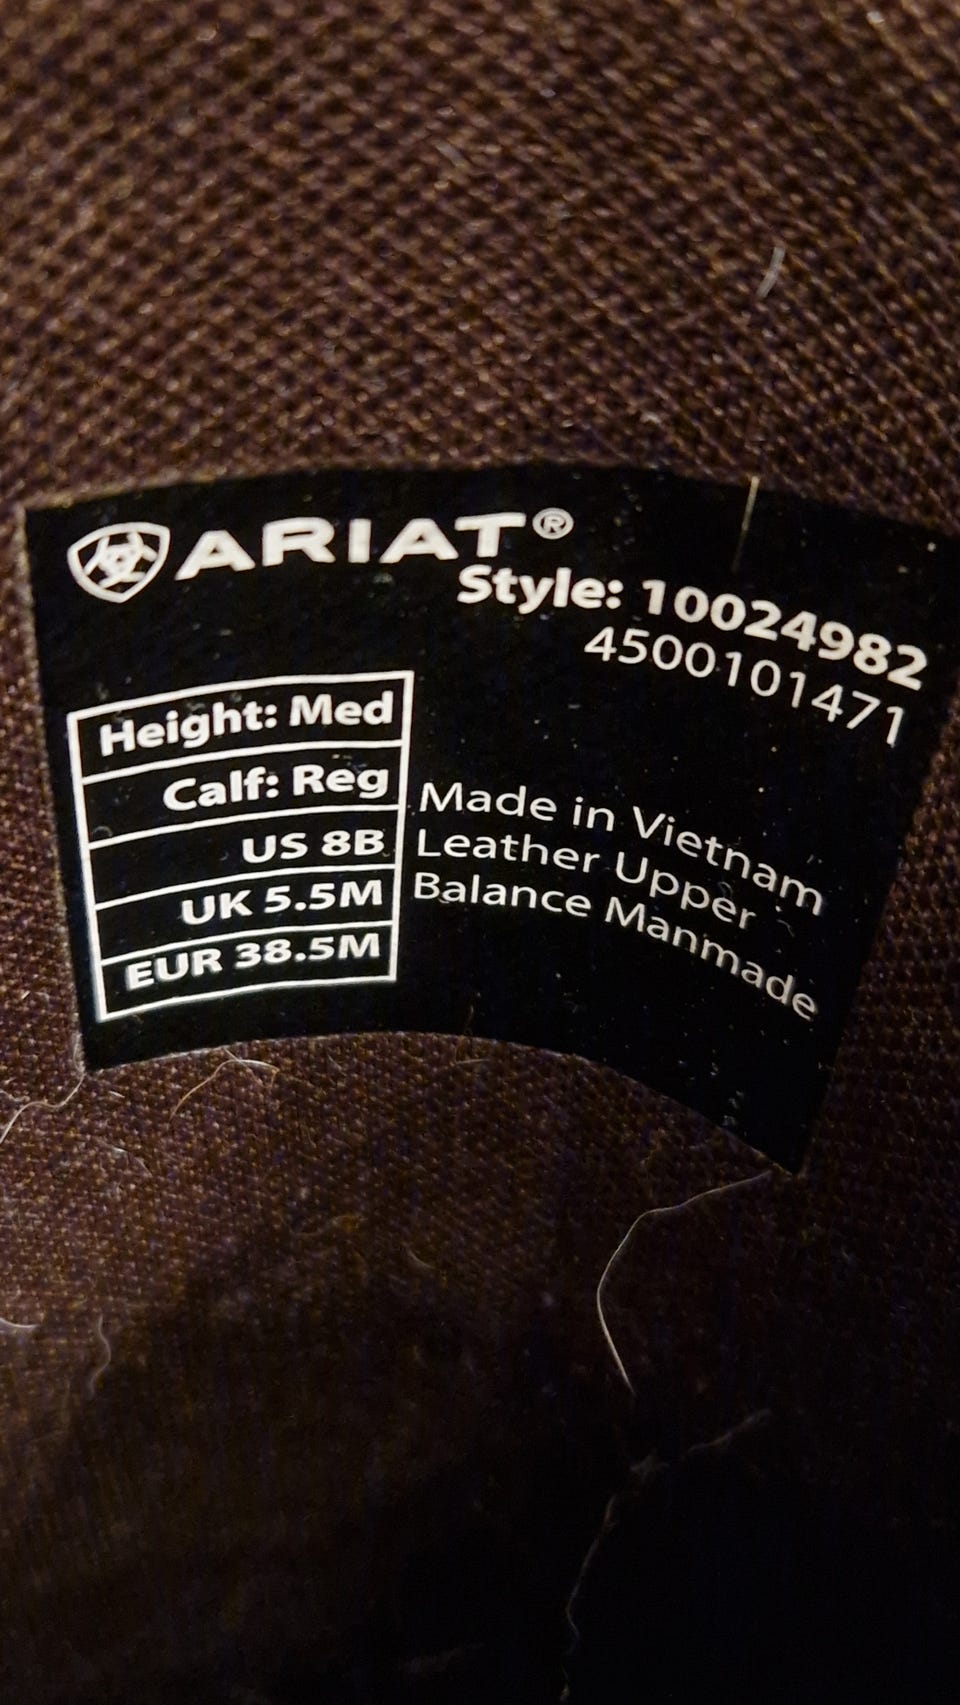 ARIAT®
Style: 10024982
4500101471
Height: Med
Calf: Reg
US 8B
UK 5.5M
EUR 38.5M
Made in Vietnam
Leather Upper
Balance Manmade